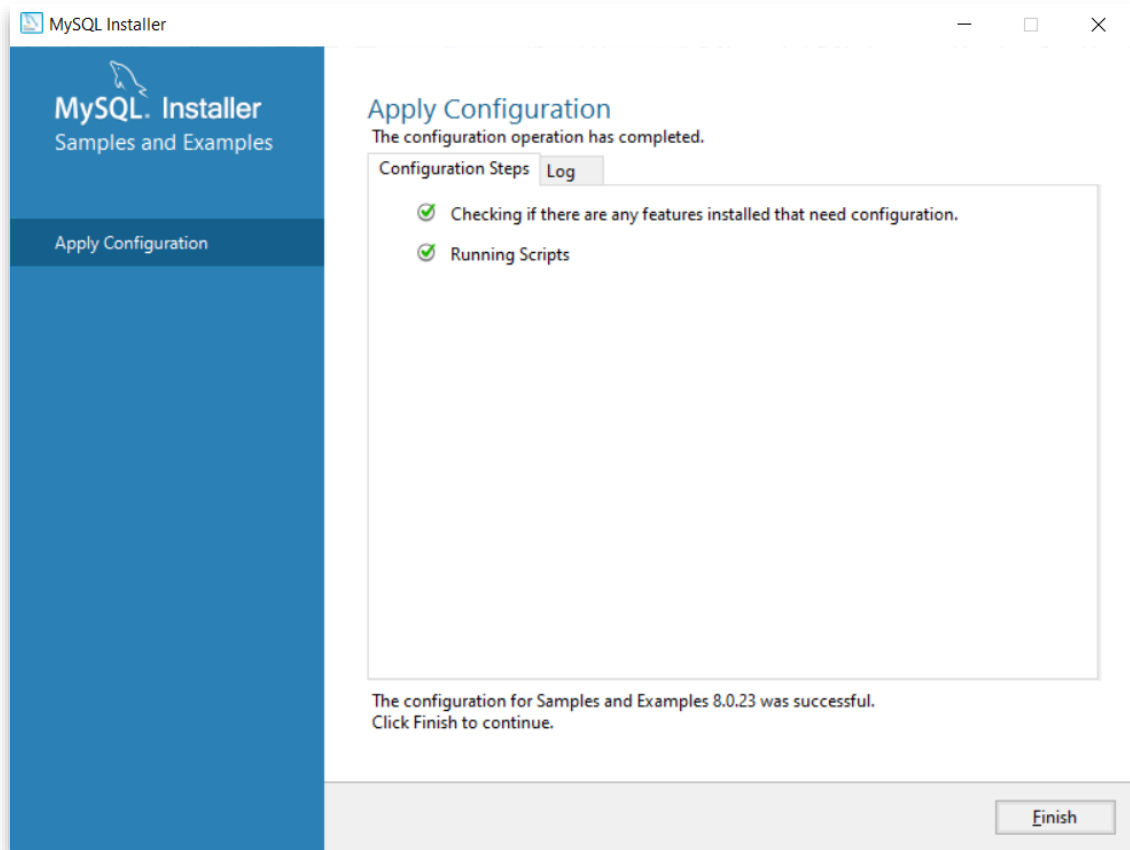 MySQL Installer
MySQL. Installer
Samples and Examples
Apply Configuration
Apply Configuration
The configuration operation has completed.
Configuration Steps
Log
Checking if there are any features installed that need configuration.
Running Scripts
The configuration for Samples and Examples 8.0.23 was successful.
Click Finish to continue.
Finish